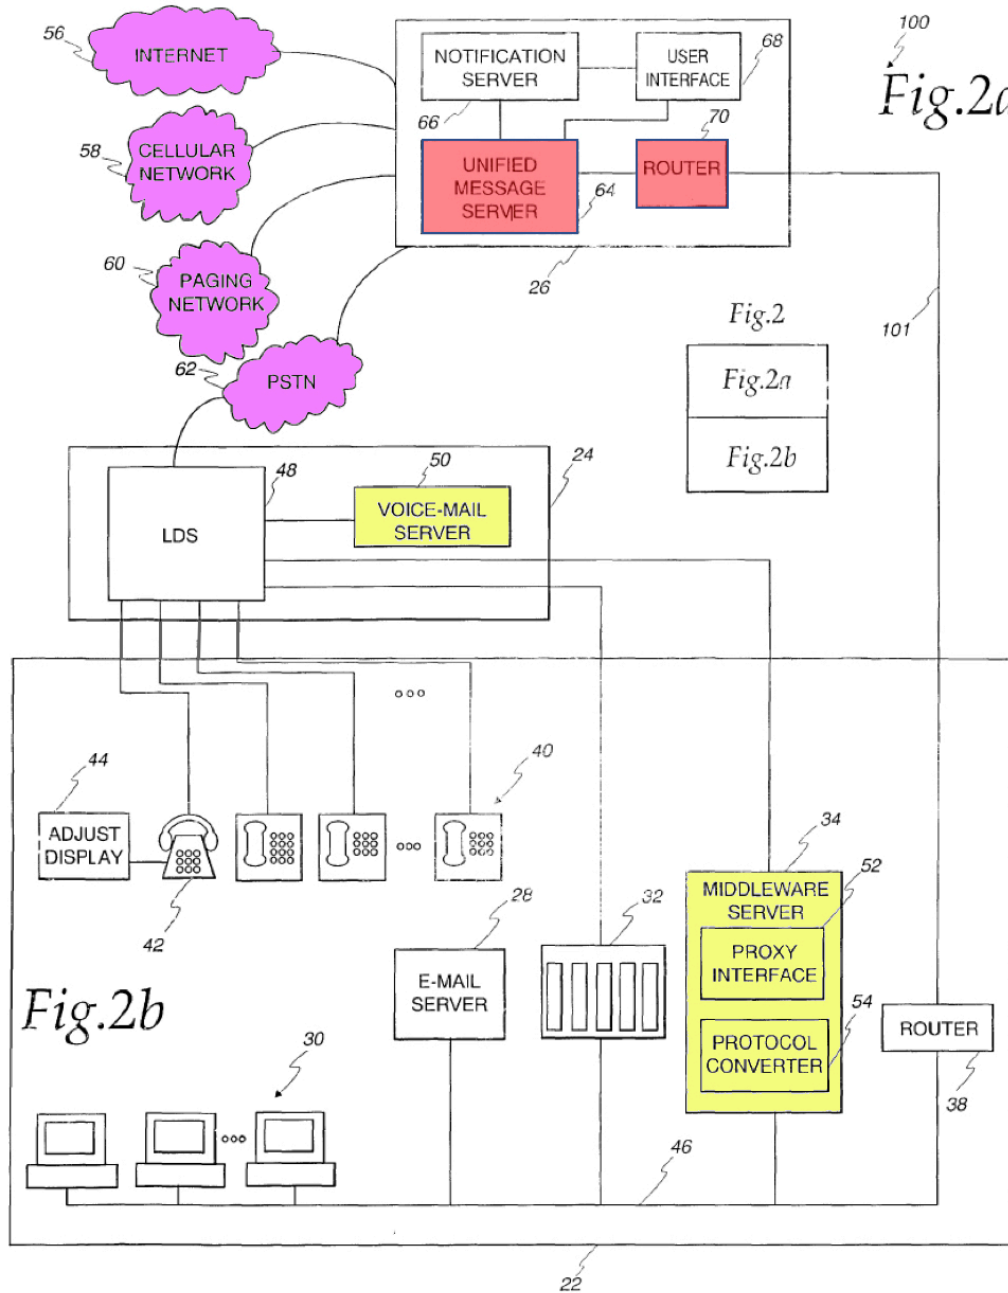 56
INTERNET
58
CELLULAR
NETWORK
60
PAGING
NETWORK
62
PSTN
NOTIFICATION
SERVER
66
USER
INTERFACE
68
70
UNIFIED
MESSAGE
SERVER
64
ROUTER
26
100
Fig.2a
101
Fig.2
Fig.2a
Fig.2b
24
48
LDS
50
VOICE-MAIL
SERVER
44
ADJUST
DISPLAY
42
40
34
MIDDLEWARE
SERVER
52
PROXY
INTERFACE
54
PROTOCOL
CONVERTER
28
E-MAIL
SERVER
32
ROUTER
38
Fig.2b
30
46
22